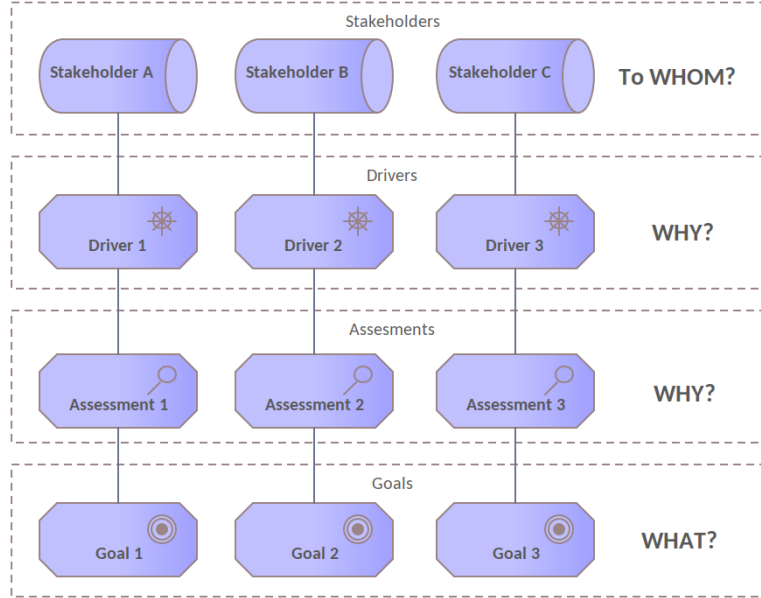 Stakeholders
Stakeholder A
Stakeholder B
Stakeholder C
To WHOM?
Drivers
Driver 1
Driver 2
Driver 3
WHY?
Assesments
Assessment 1
Assessment 2
Assessment 3
WHY?
Goals
Goal 1
Goal 2
Goal 3
WHAT?